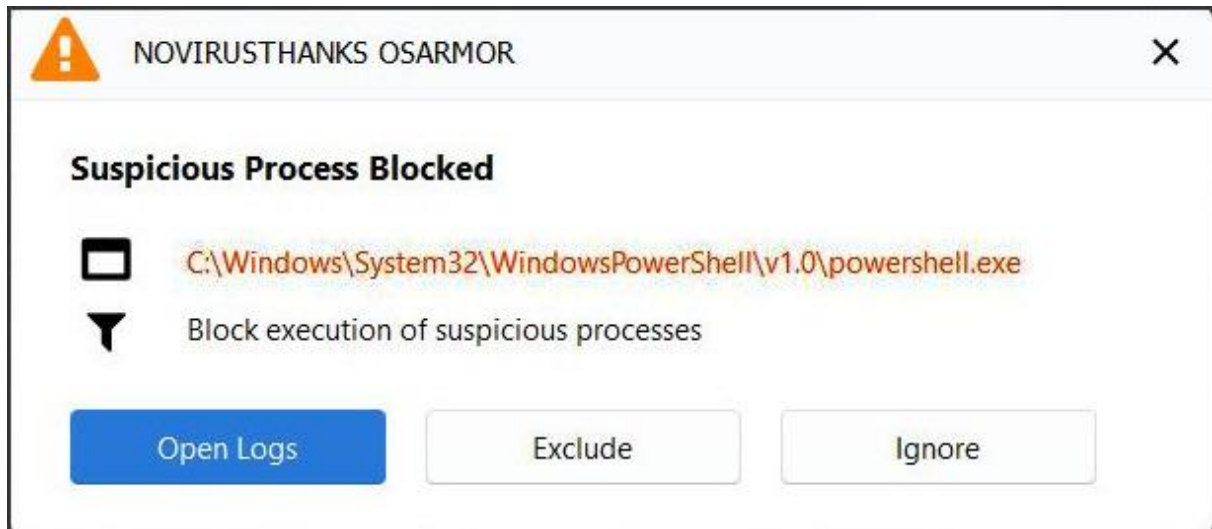 NOVIRUSTHANKS OSARMOR
Suspicious Process Blocked
C:\Windows\System32\WindowsPowerShell\v1.0\powershell.exe
Block execution of suspicious processes
Open Logs
Exclude
Ignore